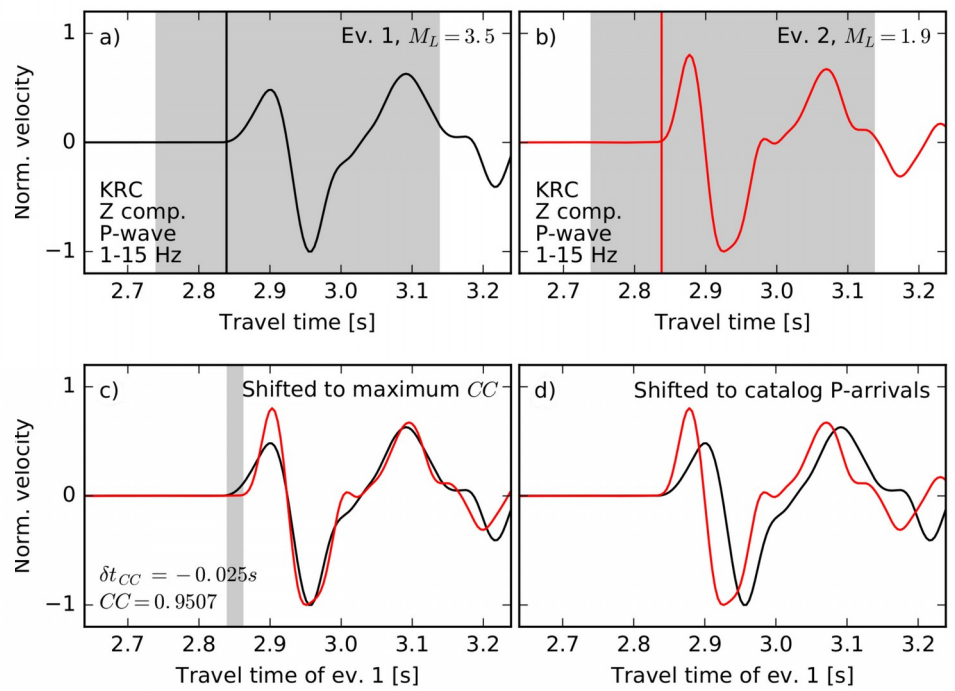 a)
Ev. 1, M_L = 3.5
b)
Ev. 2, M_L = 1.9
1
0
−1
Norm. velocity
KRC
Z comp.
P-wave
1-15 Hz
KRC
Z comp.
P-wave
1-15 Hz
2.7 2.8 2.9 3.0 3.1 3.2
Travel time [s]
2.7 2.8 2.9 3.0 3.1 3.2
Travel time [s]
c)
Shifted to maximum CC
d)
Shifted to catalog P-arrivals
1
0
−1
Norm. velocity
δt_CC = −0.025s
CC = 0.9507
2.7 2.8 2.9 3.0 3.1 3.2
Travel time of ev. 1 [s]
2.7 2.8 2.9 3.0 3.1 3.2
Travel time of ev. 1 [s]